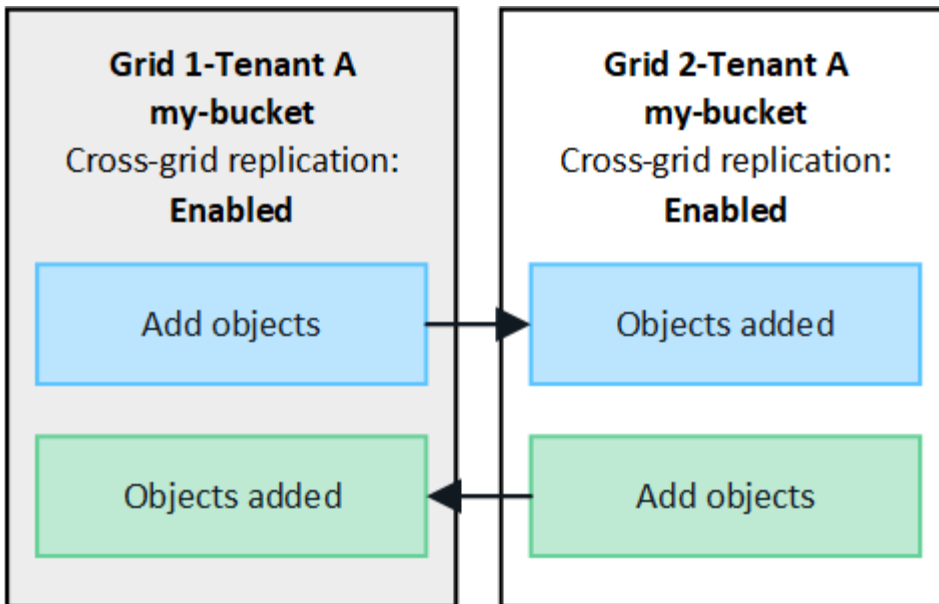 Grid 1-Tenant A
my-bucket
Cross-grid replication:
Enabled
Add objects
Objects added
Grid 2-Tenant A
my-bucket
Cross-grid replication:
Enabled
Objects added
Add objects